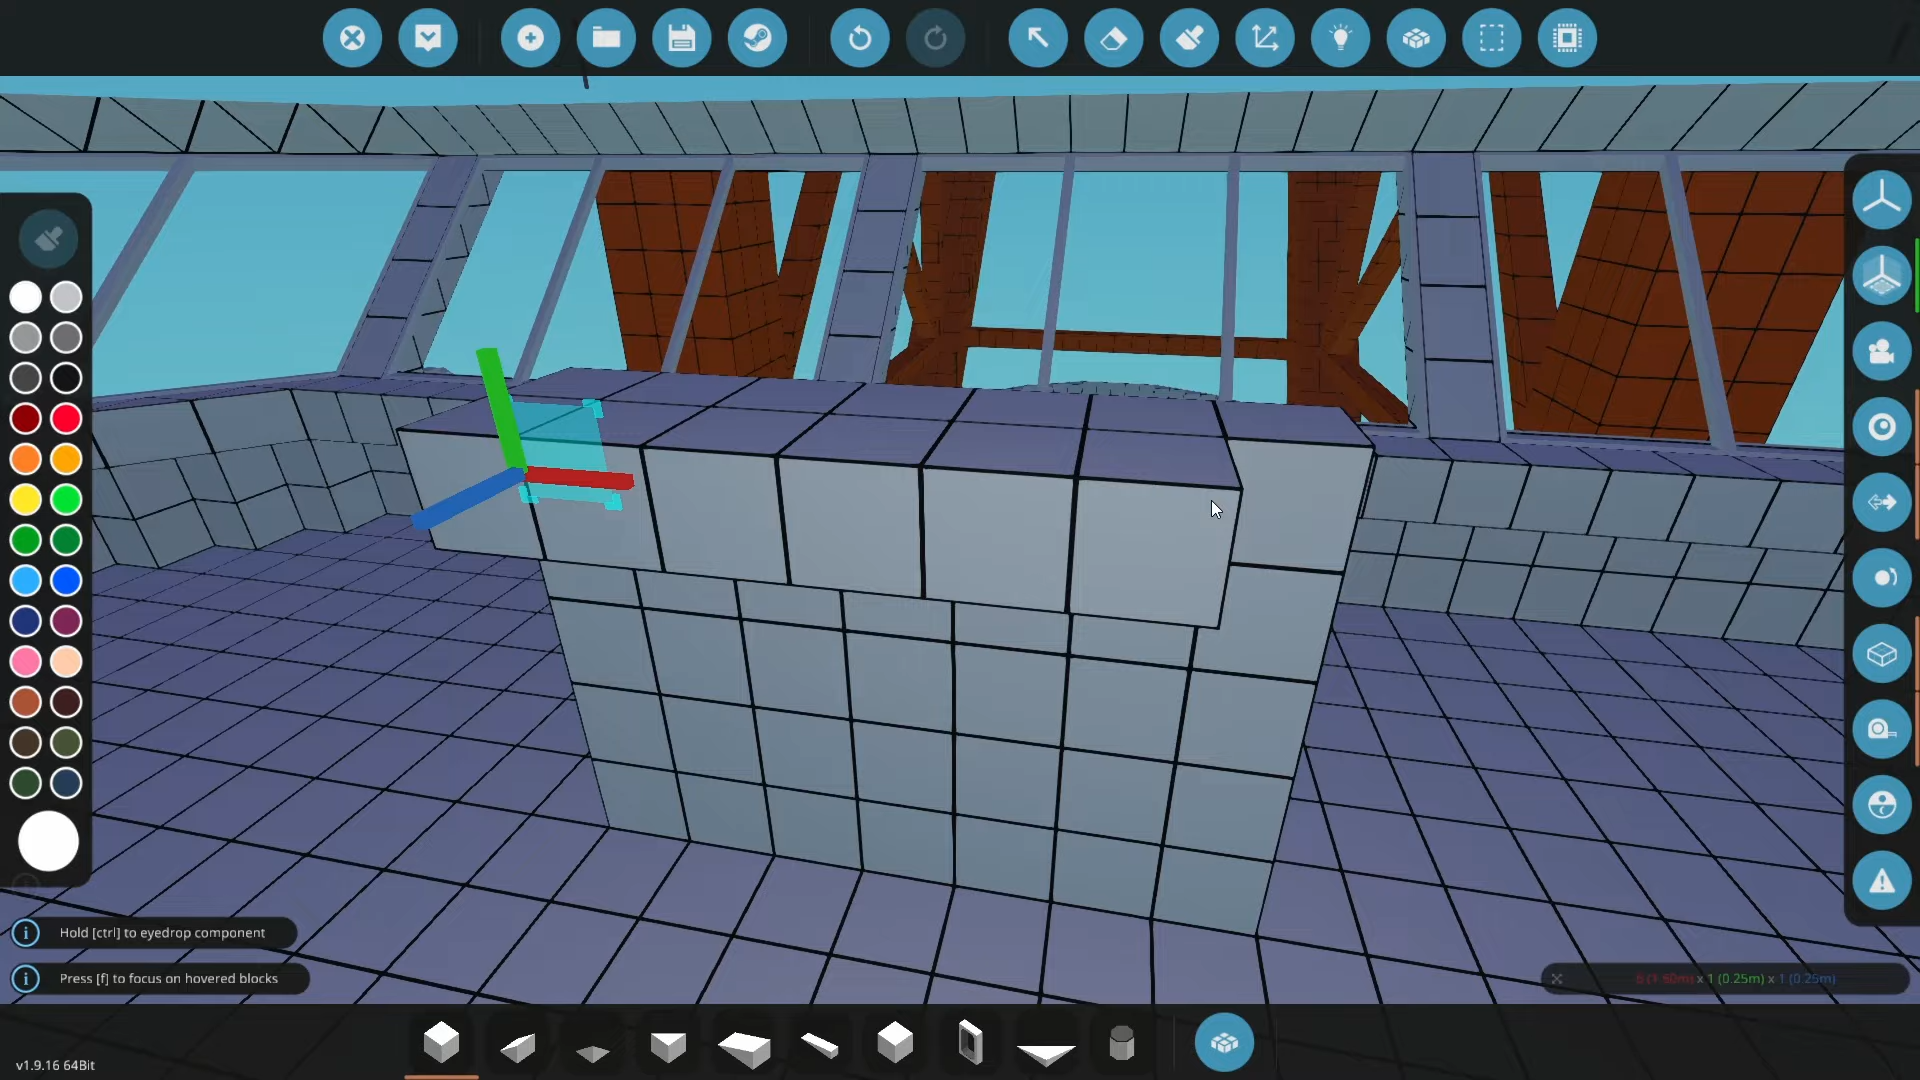 Hold [ctrl] to eyedrop component
Press [f] to focus on hovered blocks
x 1 (0.25m) x 1 (0.25m)
v1.9.16 64Bit